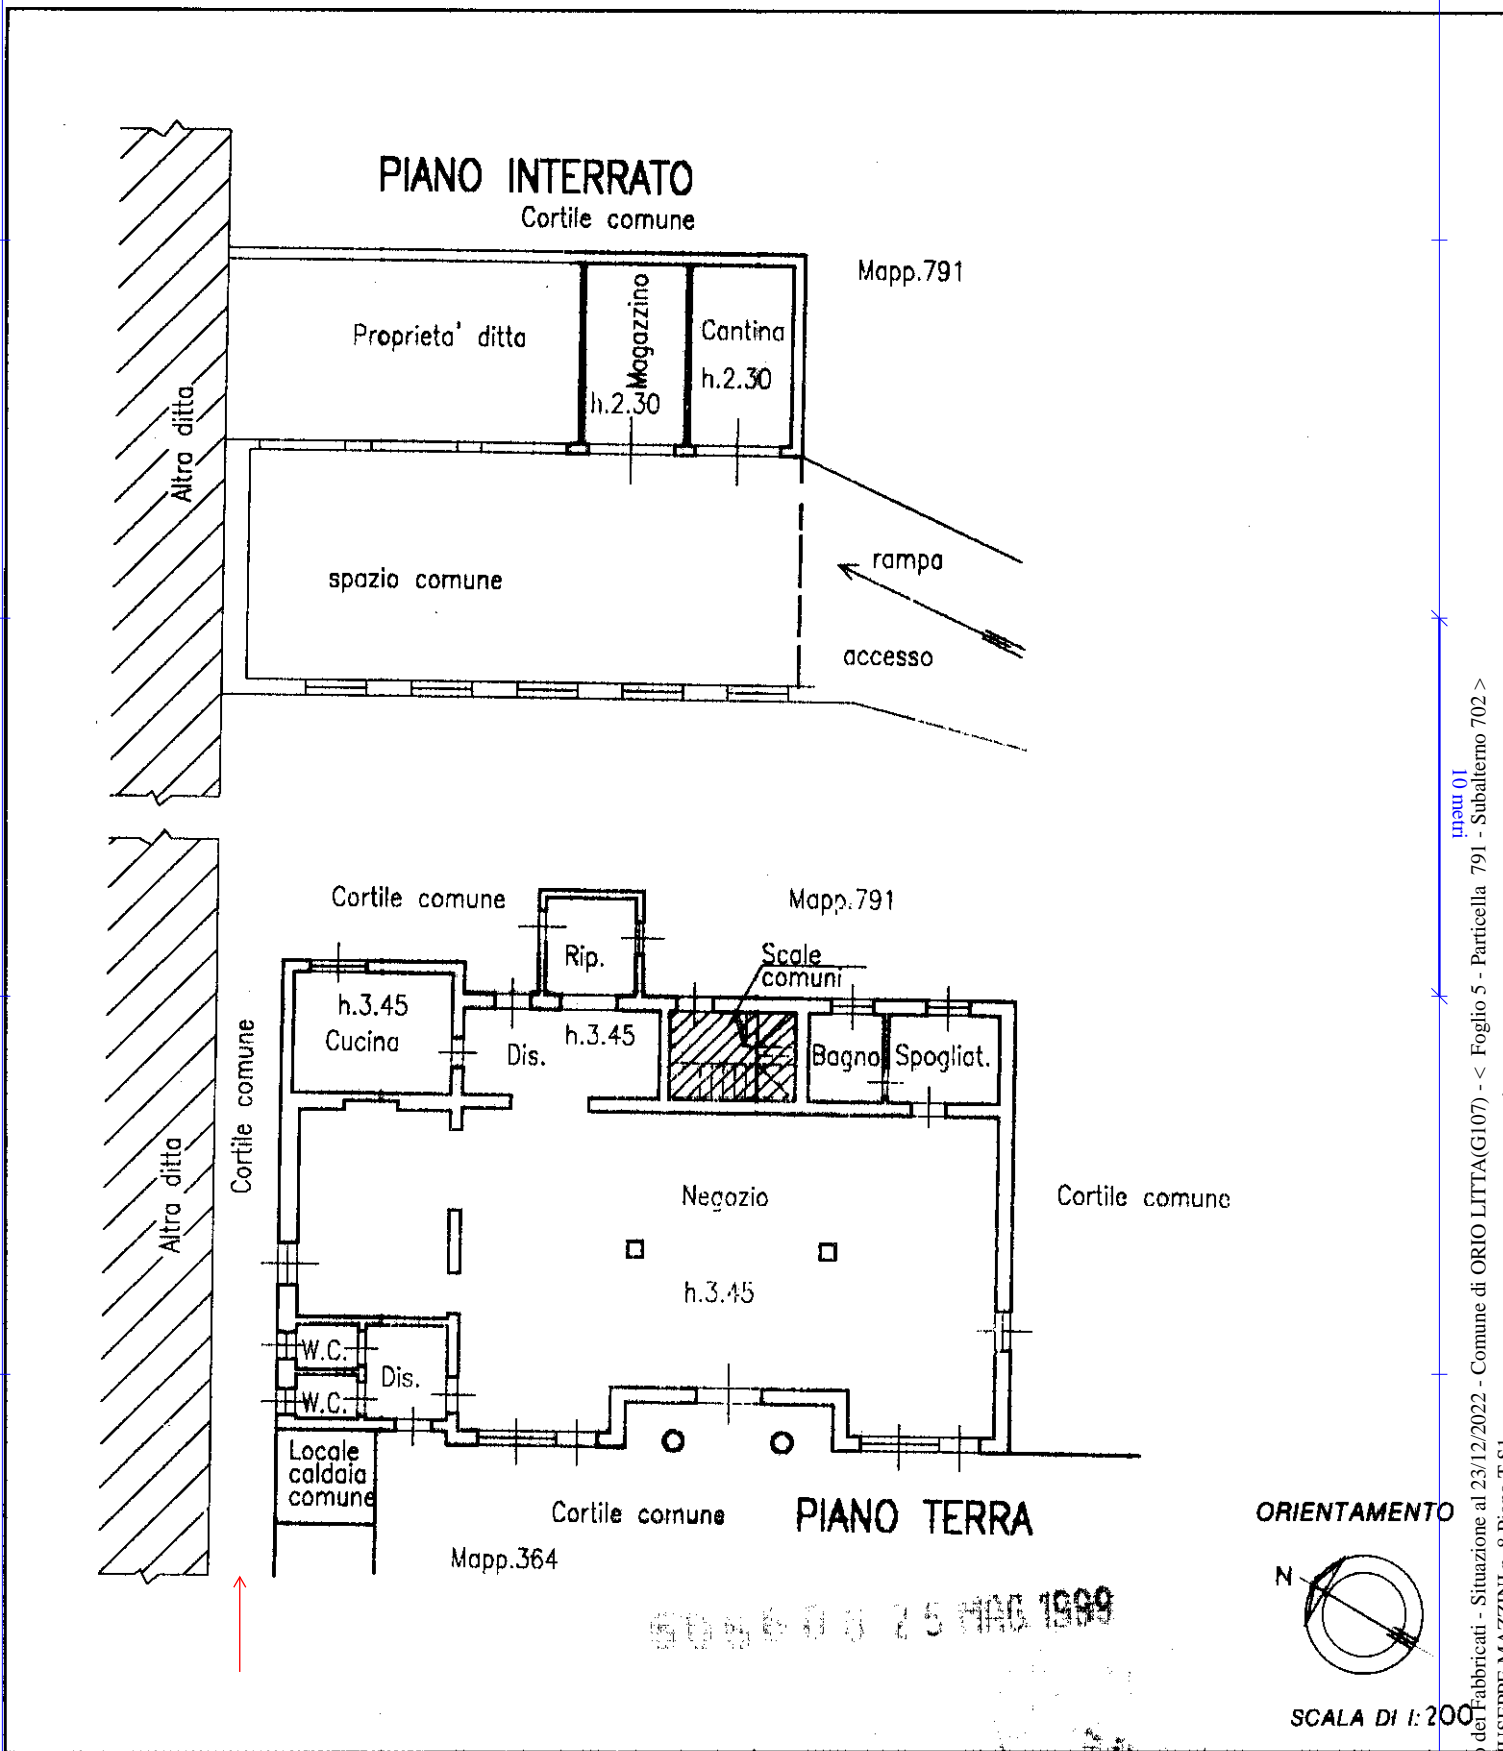 PIANO INTERRATO
Cortile comune
Mapp.791
Proprieta' ditta
Magazzino
h.2.30
Cantina
h.2.30
Altra ditta
spazio comune
rampa
accesso
10 metri
Cortile comune
Mapp.791
Rip.
Scale
comuni
h.3.45
Cucina
Dis.
h.3.45
Bagno
Spogliat.
Cortile comune
Altra ditta
Negozio
h.3.45
Cortile comune
W.C.
W.C.
Dis.
Locale
caldaia
comune
Cortile comune
PIANO TERRA
Mapp.364
25 MAG 1999
ORIENTAMENTO
N
SCALA DI 1:200
dei Fabbricati - Situazione al 23/12/2022 - Comune di ORIO LITTA(G107) - < Foglio 5 - Particella 791 - Subalterno 702 >